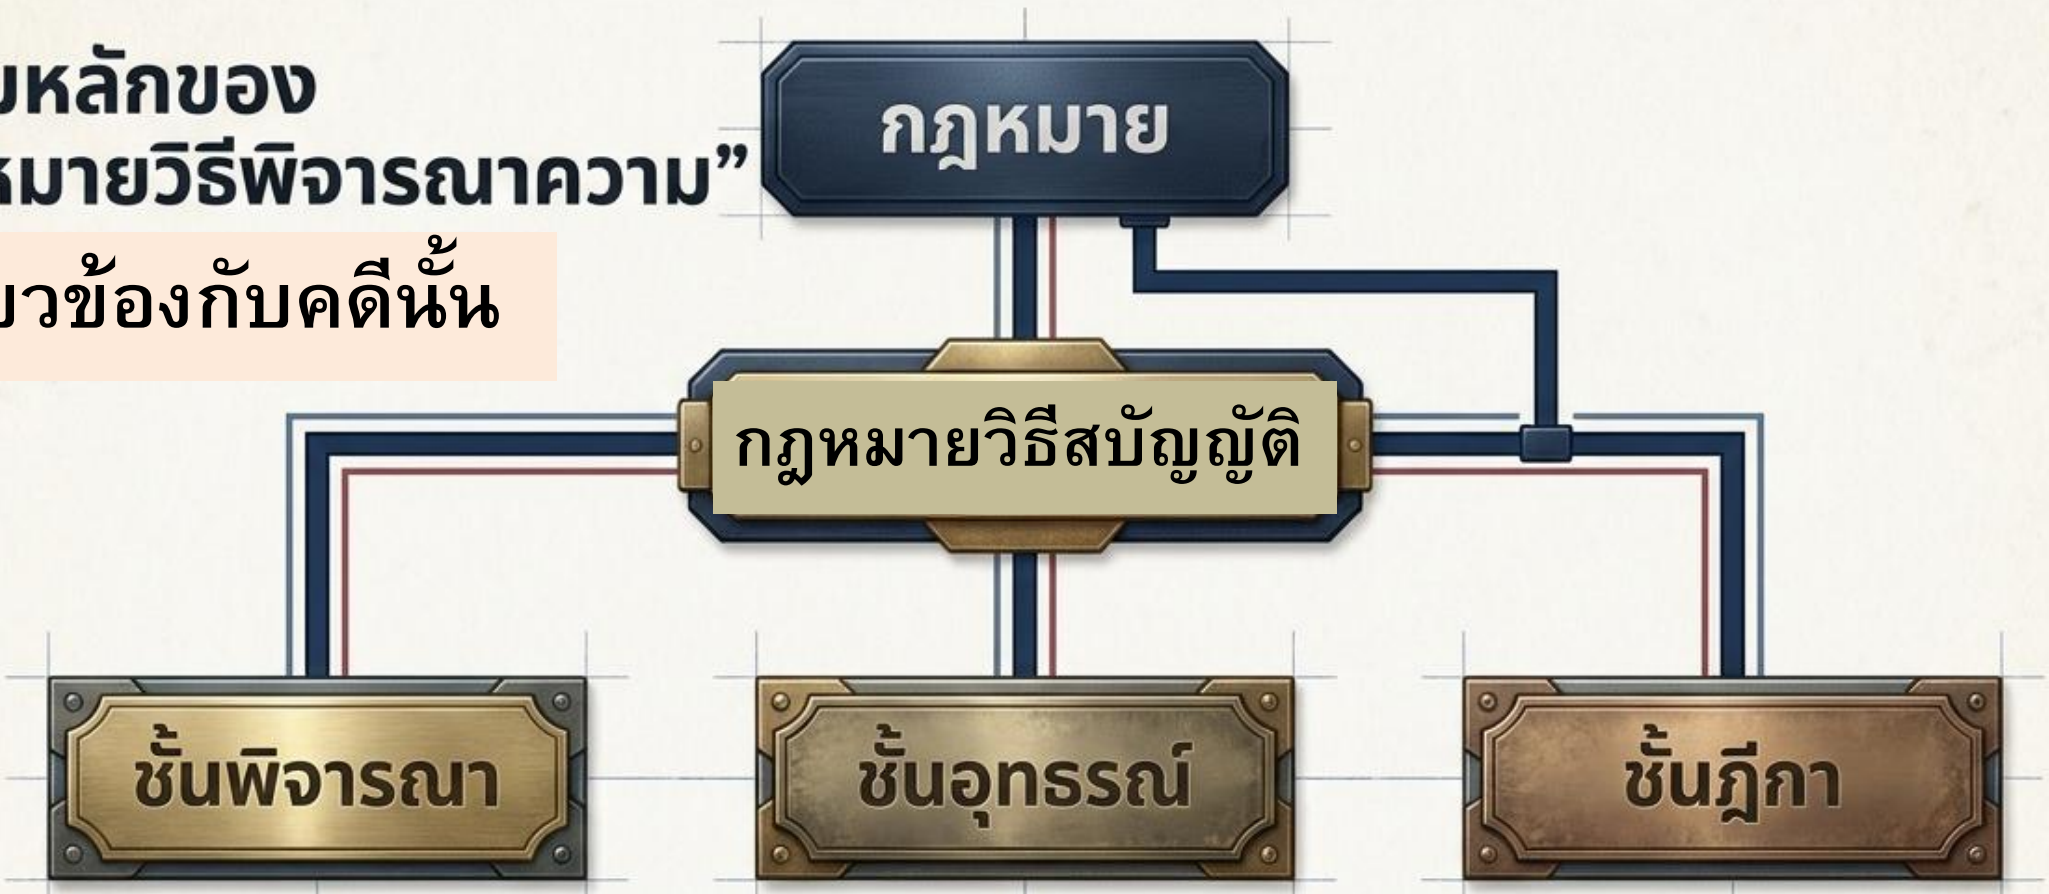 หลักของ
หมายวิธีพิจารณาความ”
วข้องกับคดีนั้น
กฎหมาย
กฎหมายวิธีสบัญญัติ
ชั้นพิจารณา
ชั้นอุทธรณ์
ชั้นฎีกา